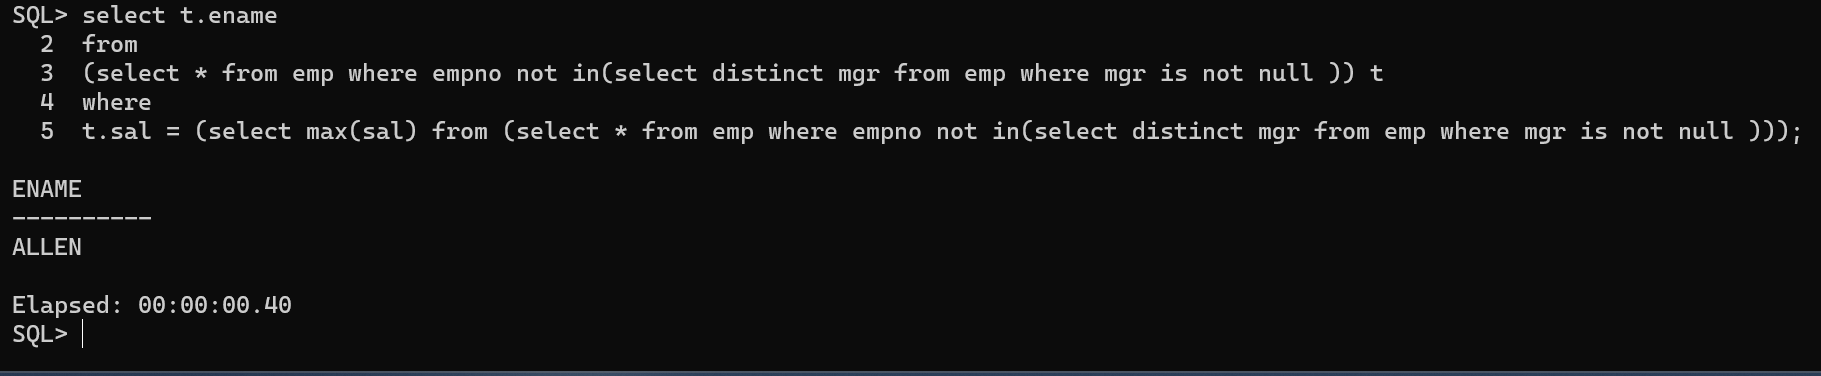 SQL> select t.ename
  2  from
  3  (select * from emp where empno not in(select distinct mgr from emp where mgr is not null )) t
  4  where
  5  t.sal = (select max(sal) from (select * from emp where empno not in(select distinct mgr from emp where mgr is not null )));
ENAME
----------
ALLEN
Elapsed: 00:00:00.40
SQL>